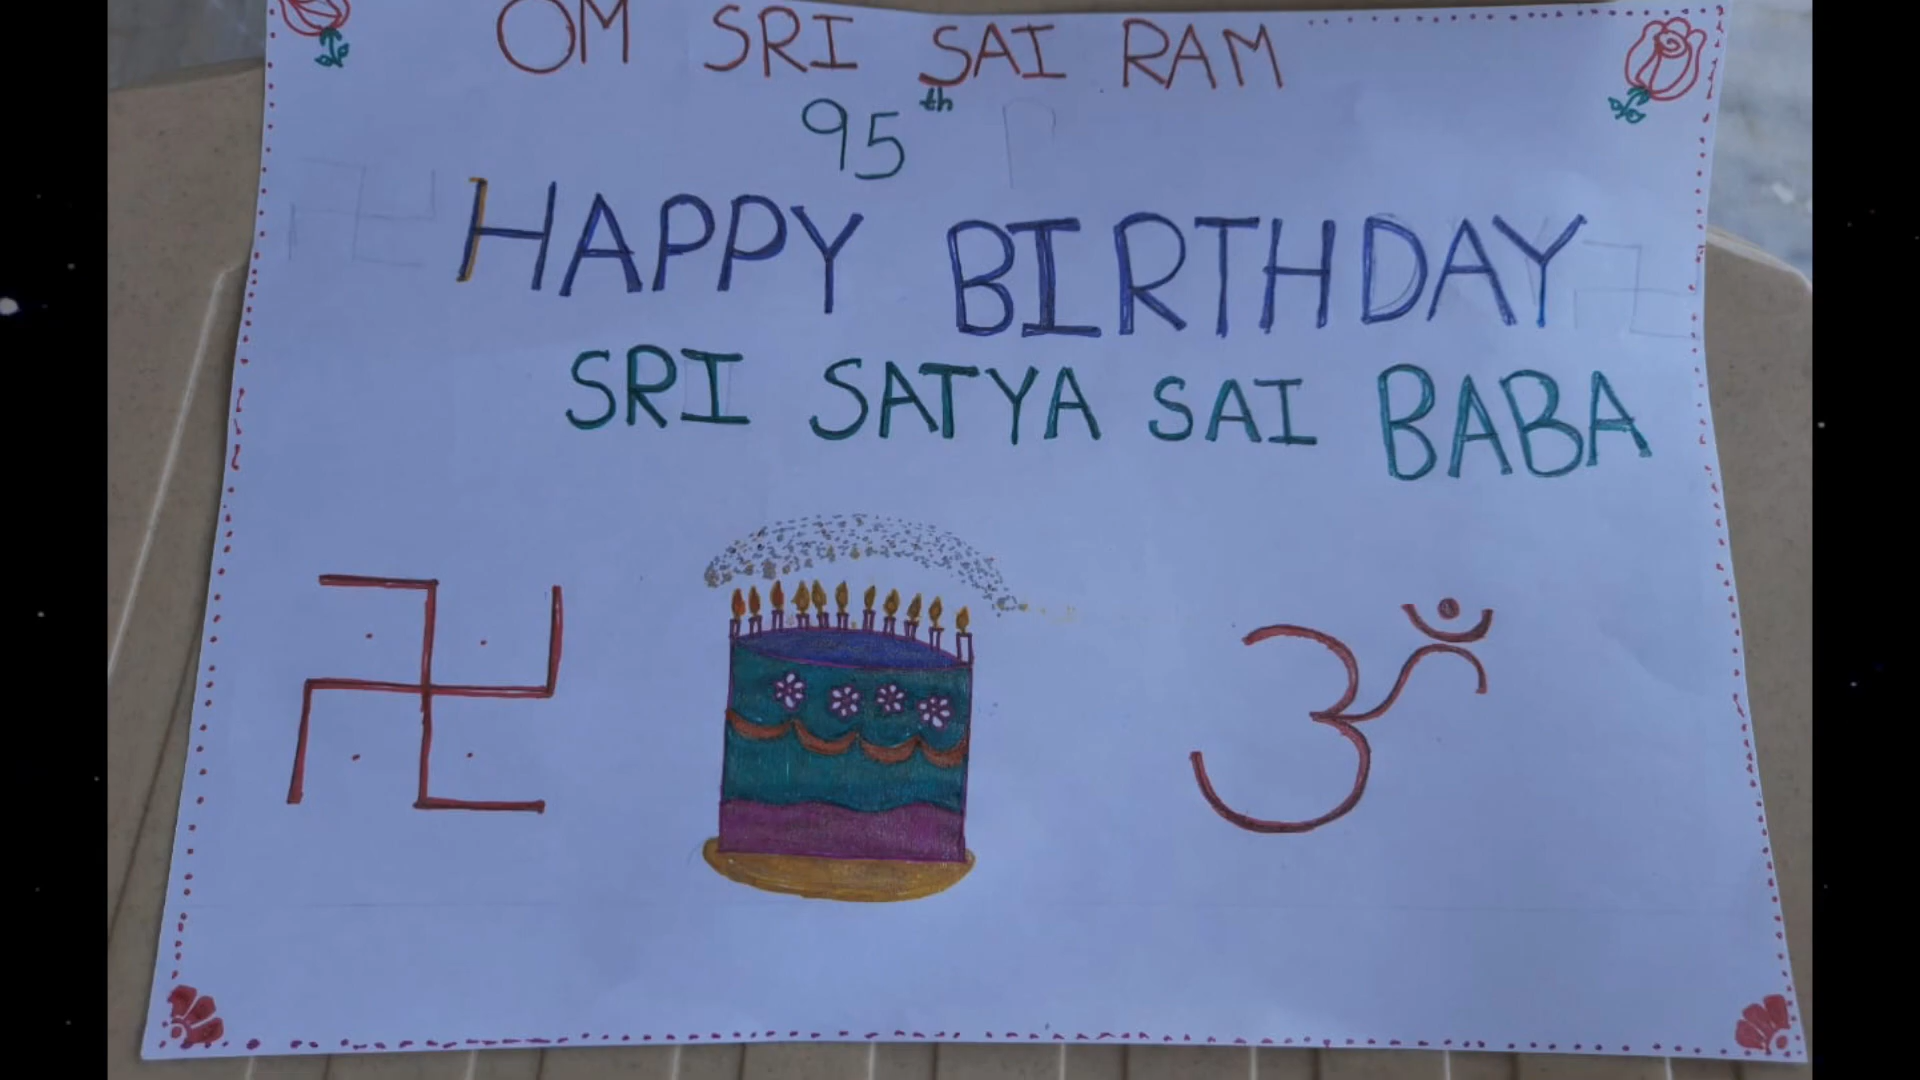 OM SRI SAI RAM
95th
HAPPY BIRTHDAY
SRI SATYA SAI BABA
ॐ